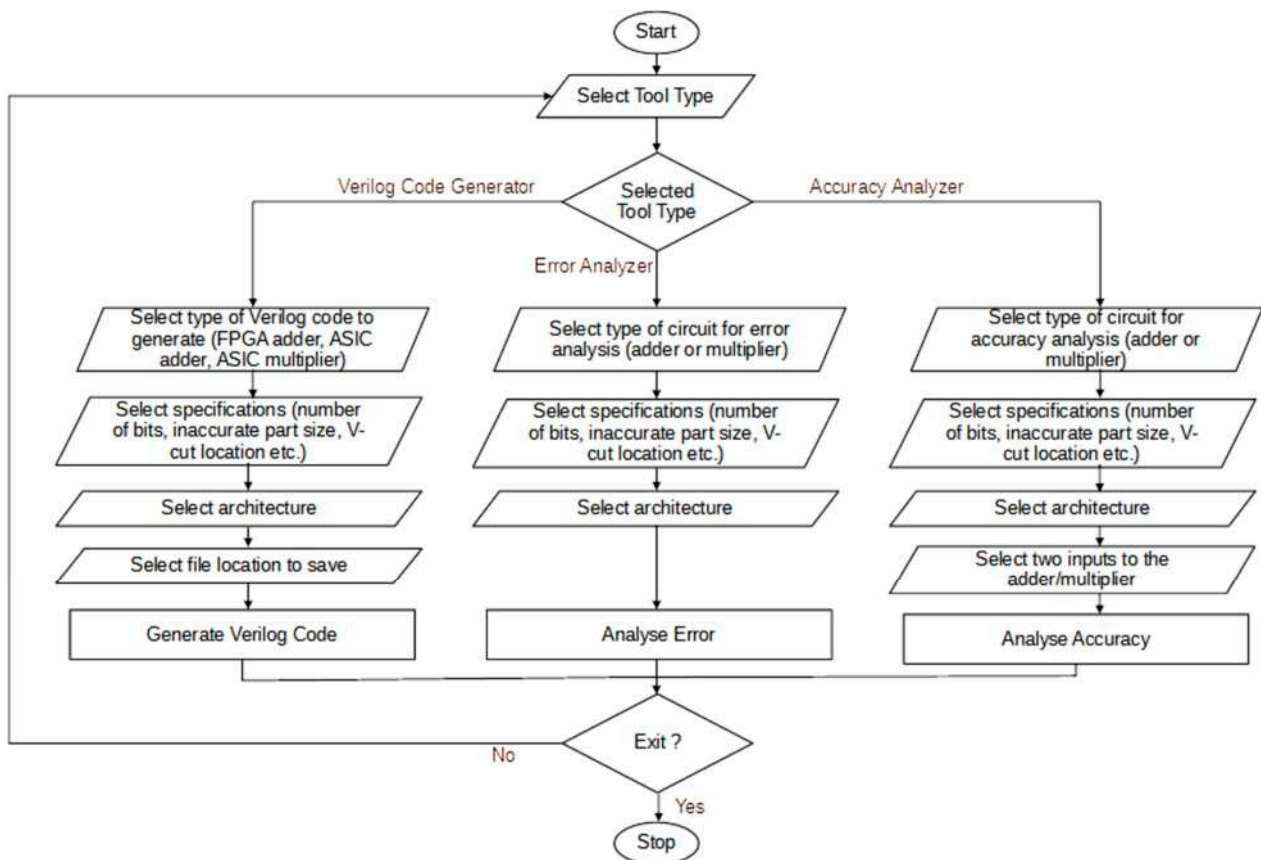 Start
Select Tool Type
Selected
Tool Type
Verilog Code Generator
Accuracy Analyzer
Error Analyzer
Select type of Verilog code to
generate (FPGA adder, ASIC
adder, ASIC multiplier)
Select specifications (number
of bits, inaccurate part size, V-
cut location etc.)
Select architecture
Select file location to save
Generate Verilog Code
Select type of circuit for error
analysis (adder or multiplier)
Select specifications (number
of bits, inaccurate part size, V-
cut location etc.)
Select architecture
Analyse Error
Select type of circuit for
accuracy analysis (adder or
multiplier)
Select specifications (number
of bits, inaccurate part size, V-
cut location etc.)
Select architecture
Select two inputs to the
adder/multiplier
Analyse Accuracy
Exit ?
No
Yes
Stop